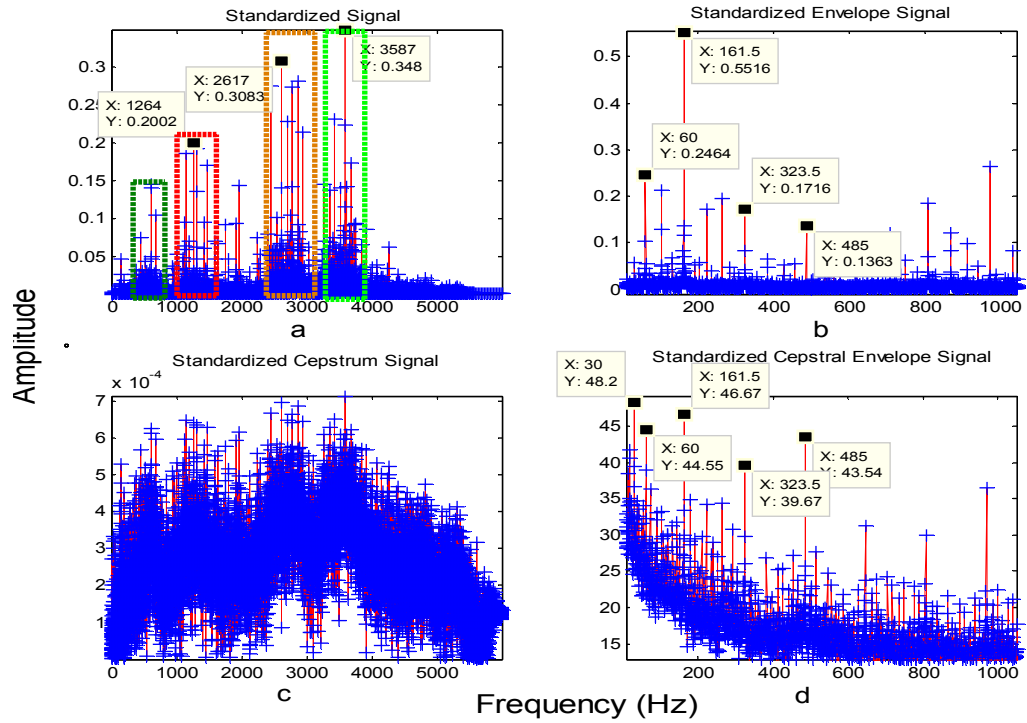 Standardized Signal
X: 3587
Y: 0.348
X: 2617
Y: 0.3083
X: 1264
Y: 0.2002
0.3
0.25
0.2
0.15
0.1
0.05
0 1000 2000 3000 4000 5000
a
Standardized Envelope Signal
X: 161.5
Y: 0.5516
X: 60
Y: 0.2464
X: 323.5
Y: 0.1716
X: 485
Y: 0.1363
0.5
0.4
0.3
0.2
0.1
0
200 400 600 800 1000
b
Amplitude
Standardized Cepstrum Signal
x 10-4
7
6
5
4
3
2
1
0 1000 2000 3000 4000 5000
c
Standardized Cepstral Envelope Signal
X: 30
Y: 48.2
X: 161.5
Y: 46.67
X: 60
Y: 44.55
X: 323.5
Y: 39.67
X: 485
Y: 43.54
45
40
35
30
25
20
15
200 400 600 800 1000
d
Frequency (Hz)